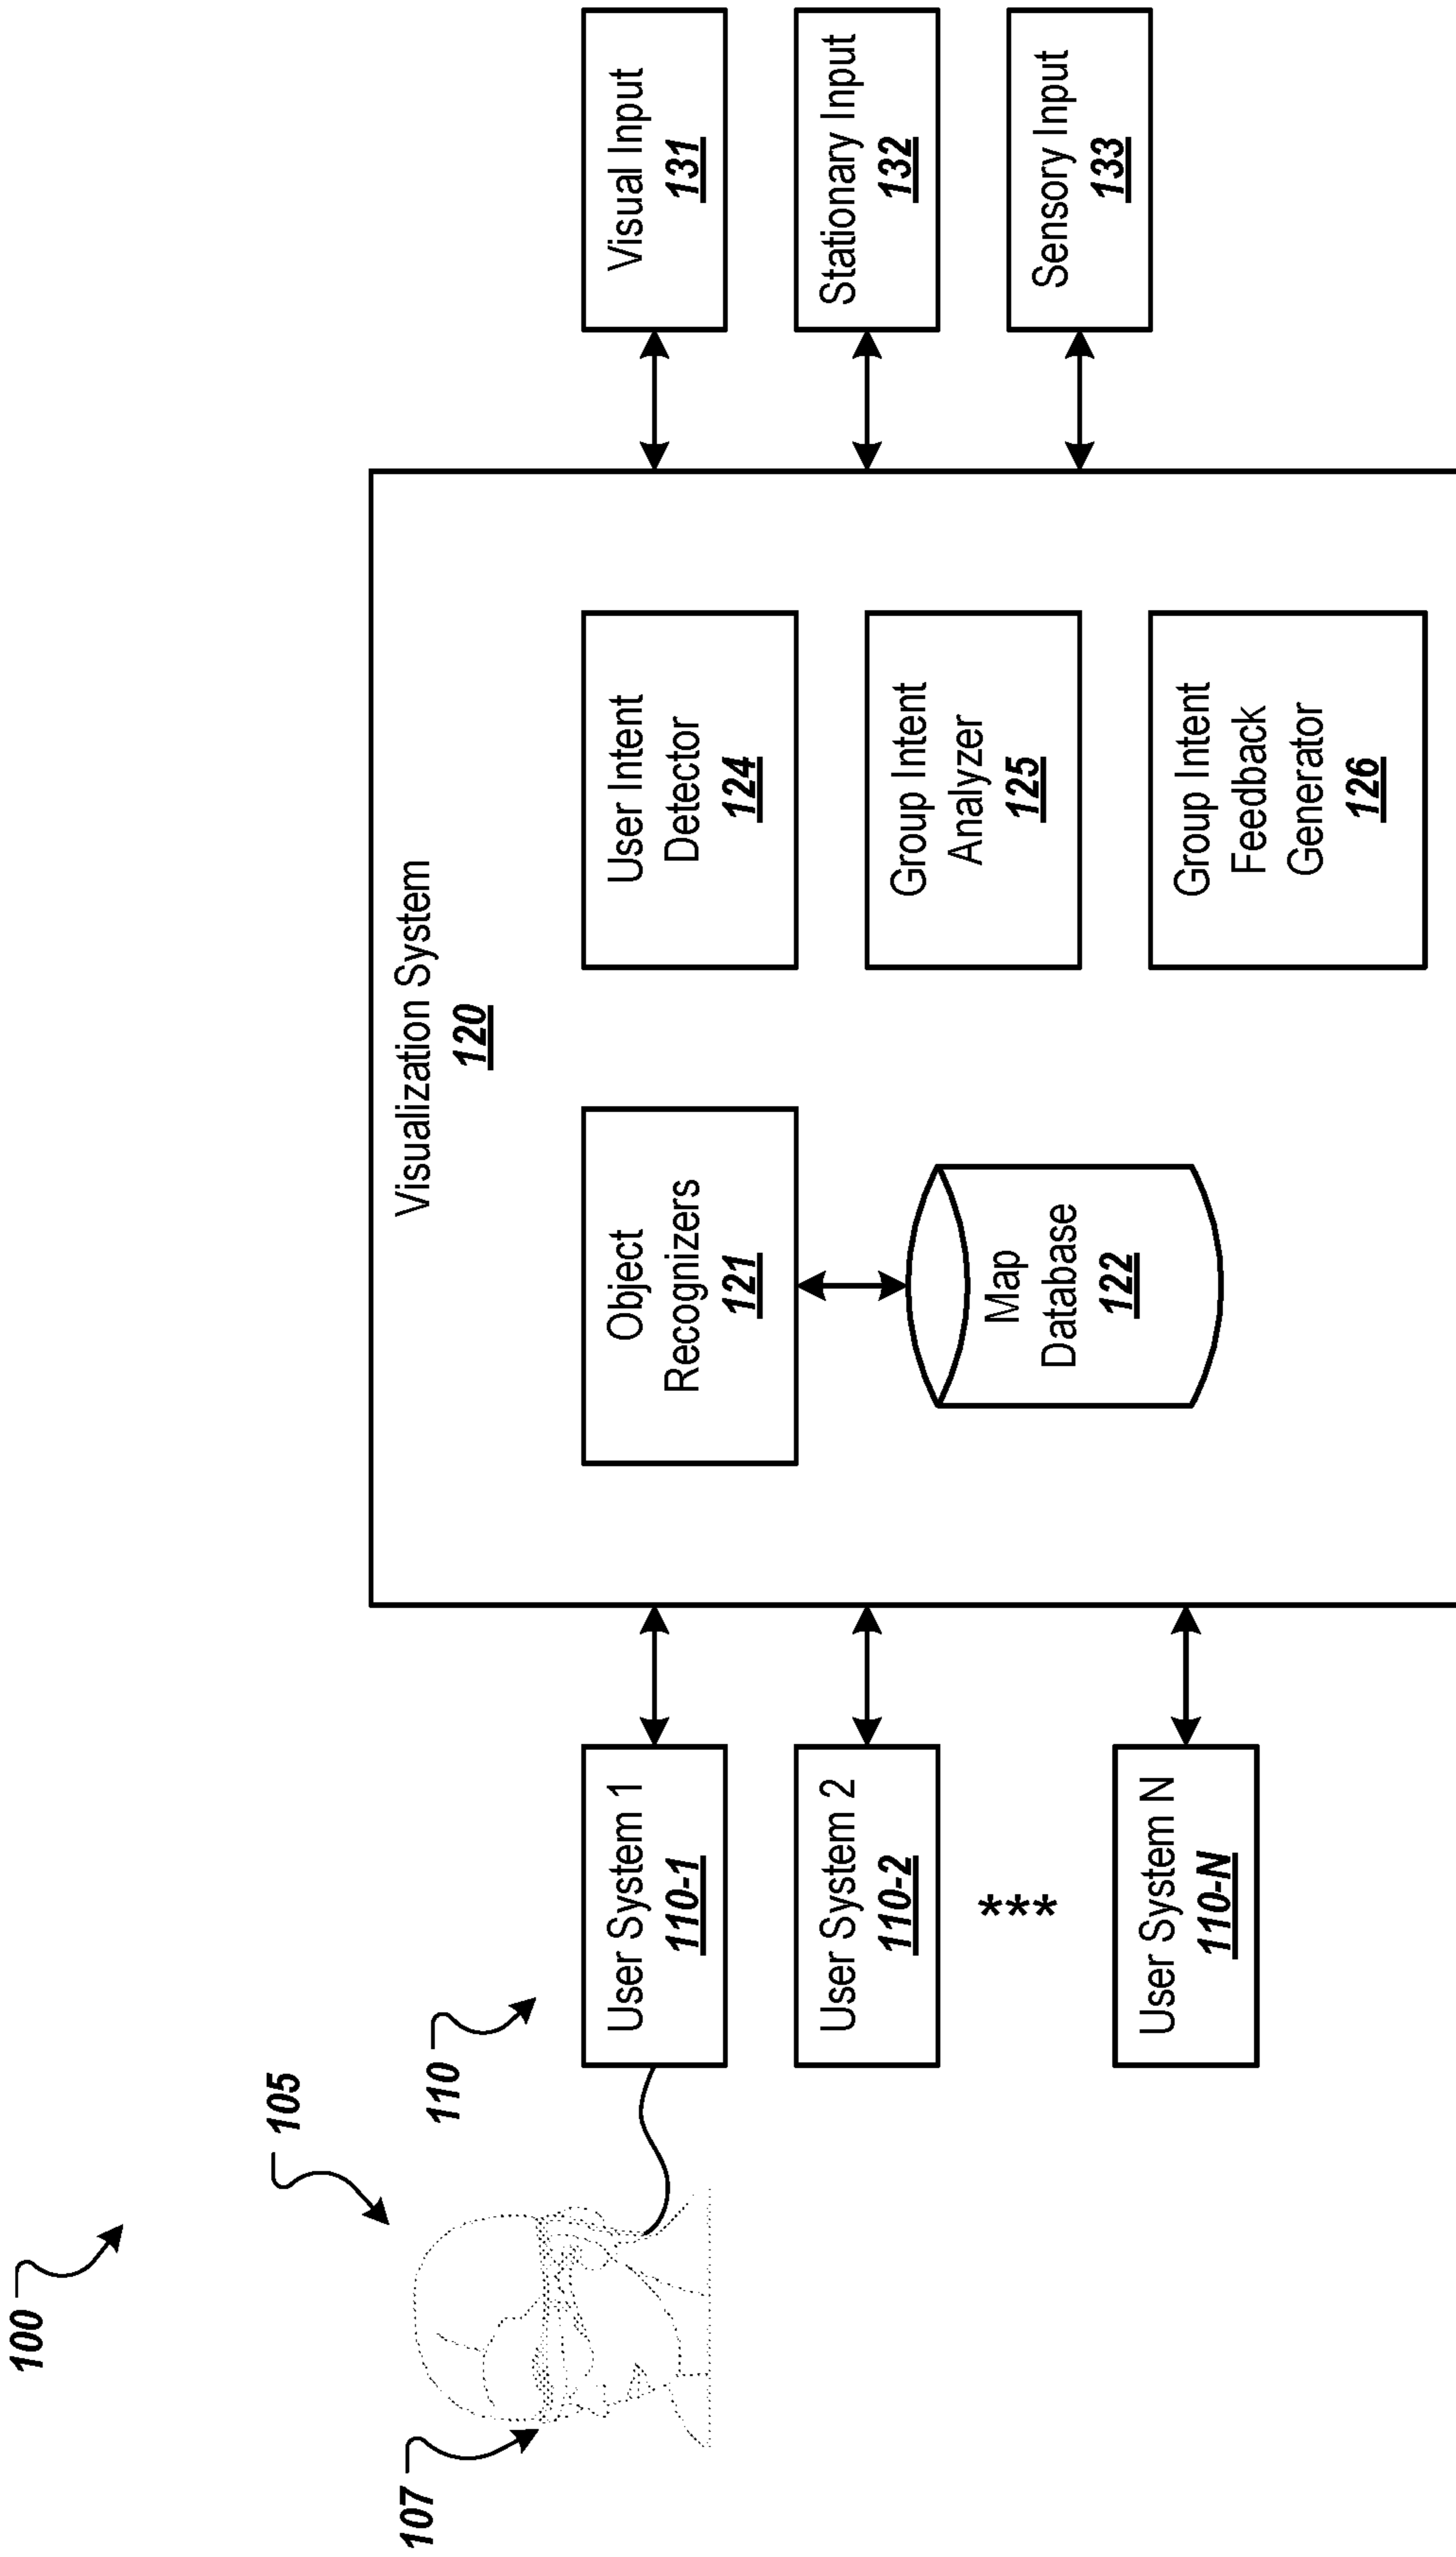 100
105
107
110
User System 1
110-1
User System 2
110-2
***
User System N
110-N
Visualization System
120
Object
Recognizers
121
Map
Database
122
User Intent
Detector
124
Group Intent
Analyzer
125
Group Intent
Feedback
Generator
126
Visual Input
131
Stationary Input
132
Sensory Input
133